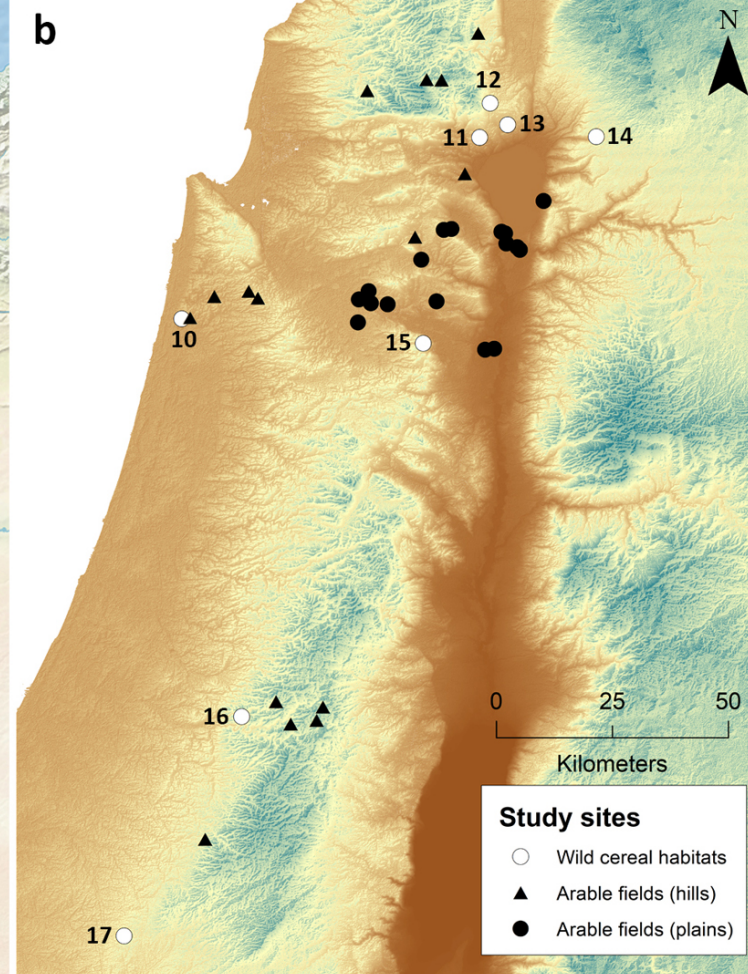 b
N
12
13
11
14
10
15
16
0 25 50
Kilometers
Study sites
Wild cereal habitats
Arable fields (hills)
Arable fields (plains)
17